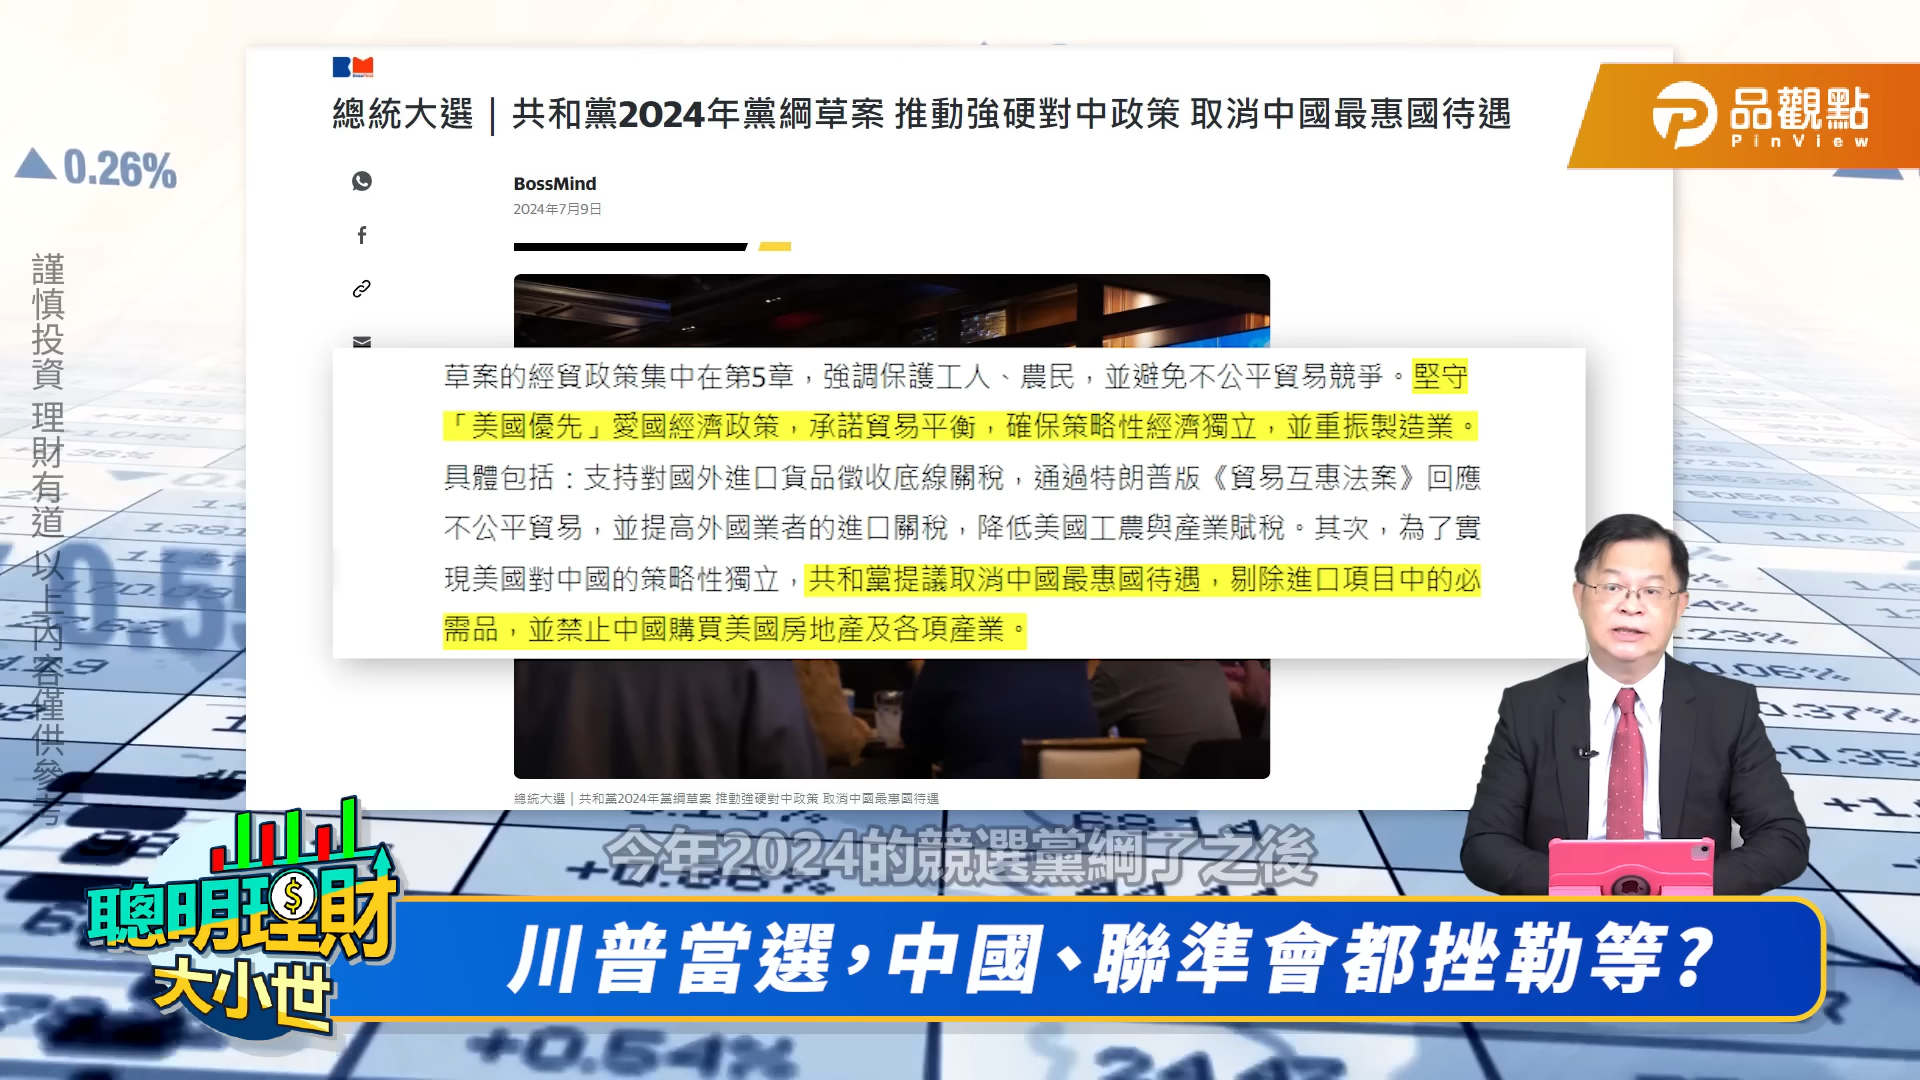 總統大選｜共和黨2024年黨綱草案 推動強硬對中政策 取消中國最惠國待遇
品觀點
PinView
▲0.26%
BossMind
2024年7月9日
謹慎投資 理財有道 以上內容僅供參考
草案的經貿政策集中在第5章，強調保護工人、農民，並避免不公平貿易競爭。堅守
「美國優先」愛國經濟政策，承諾貿易平衡，確保策略性經濟獨立，並重振製造業。
具體包括：支持對國外進口貨品徵收底線關稅，通過特朗普版《貿易互惠法案》回應
不公平貿易，並提高外國業者的進口關稅，降低美國工農與產業賦稅。其次，為了實
現美國對中國的策略性獨立，共和黨提議取消中國最惠國待遇，剔除進口項目中的必
需品，並禁止中國購買美國房地產及各項產業。
總統大選｜共和黨2024年黨綱草案 推動強硬對中政策 取消中國最惠國待遇
今年2024的競選黨綱了之後
聰明理財
大小世
川普當選，中國、聯準會都挫勒等？
+0.54%